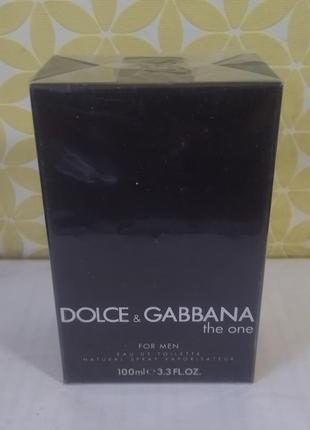 DOLCE & GABBANA
the one
FOR MEN
EAU DE TOILETTE
NATURAL SPRAY VAPORISATEUR
100ml℮3.3 FL.OZ.